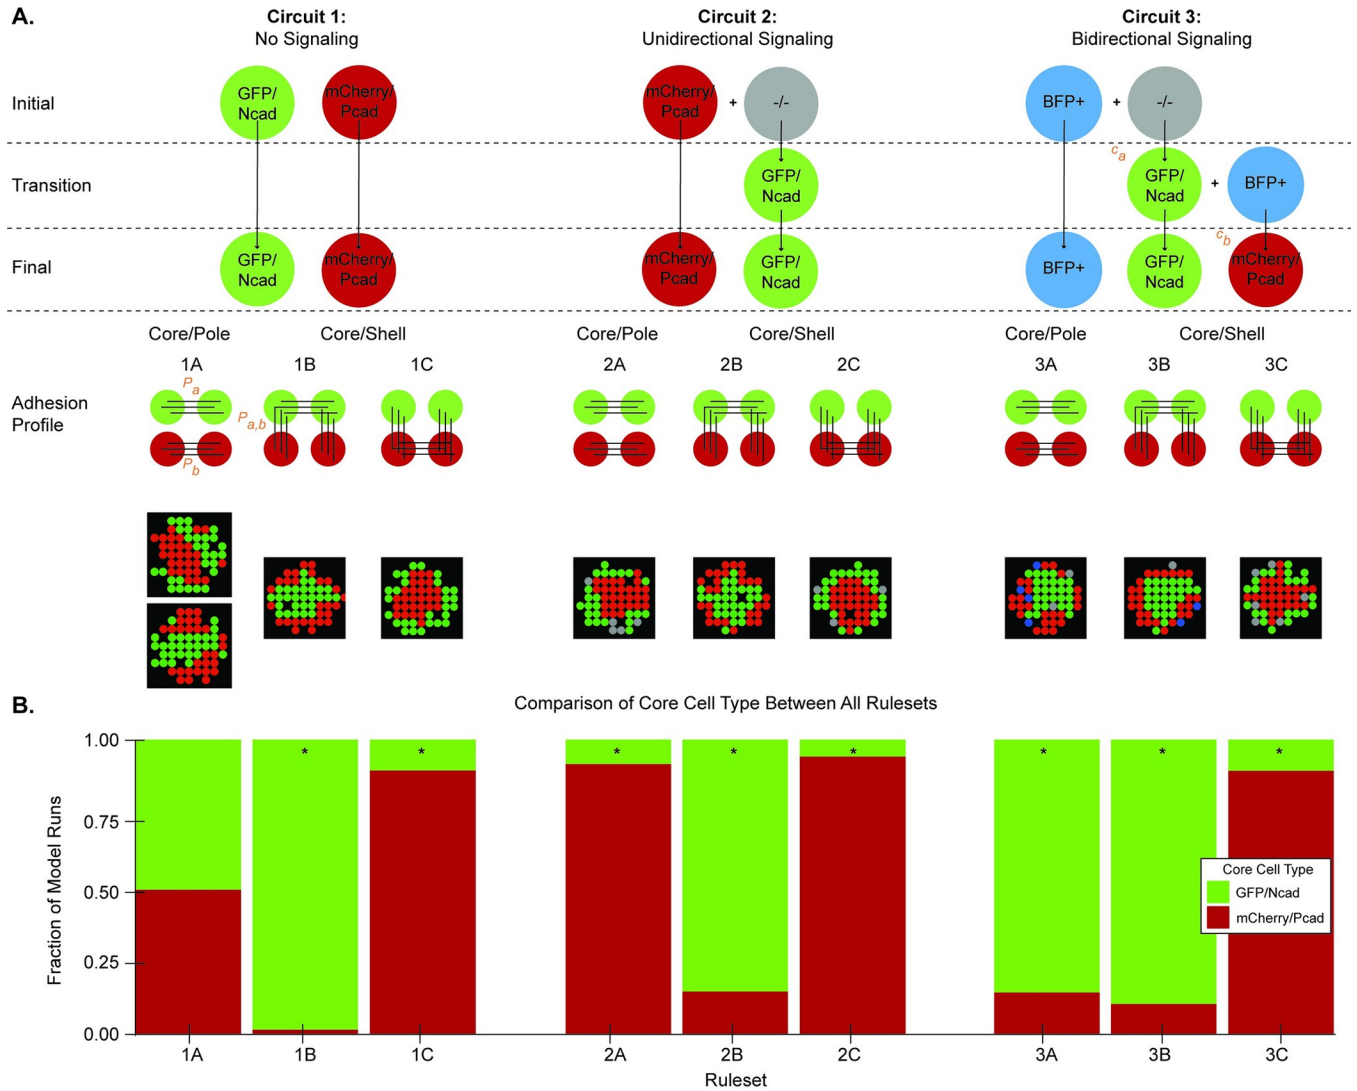 A.
Circuit 1:
No Signaling
Circuit 2:
Unidirectional Signaling
Circuit 3:
Bidirectional Signaling
Initial
GFP/
Ncad
mCherry/
Pcad
mCherry/
Pcad
+
-/-
BFP+
+
-/-
Transition
GFP/
Ncad
c_a
GFP/
Ncad
+
BFP+
Final
GFP/
Ncad
mCherry/
Pcad
mCherry/
Pcad
GFP/
Ncad
BFP+
GFP/
Ncad
c_b
mCherry/
Pcad
Core/Pole
Core/Shell
Core/Pole
Core/Shell
Core/Pole
Core/Shell
1A
1B
1C
2A
2B
2C
3A
3B
3C
Adhesion
Profile
P_a
P_a,b
P_b
B.
Comparison of Core Cell Type Between All Rulesets
Fraction of Model Runs
1.00
0.75
0.50
0.25
0.00
* * * * * * * *
Core Cell Type
GFP/Ncad
mCherry/Pcad
1A 1B 1C 2A 2B 2C 3A 3B 3C
Ruleset